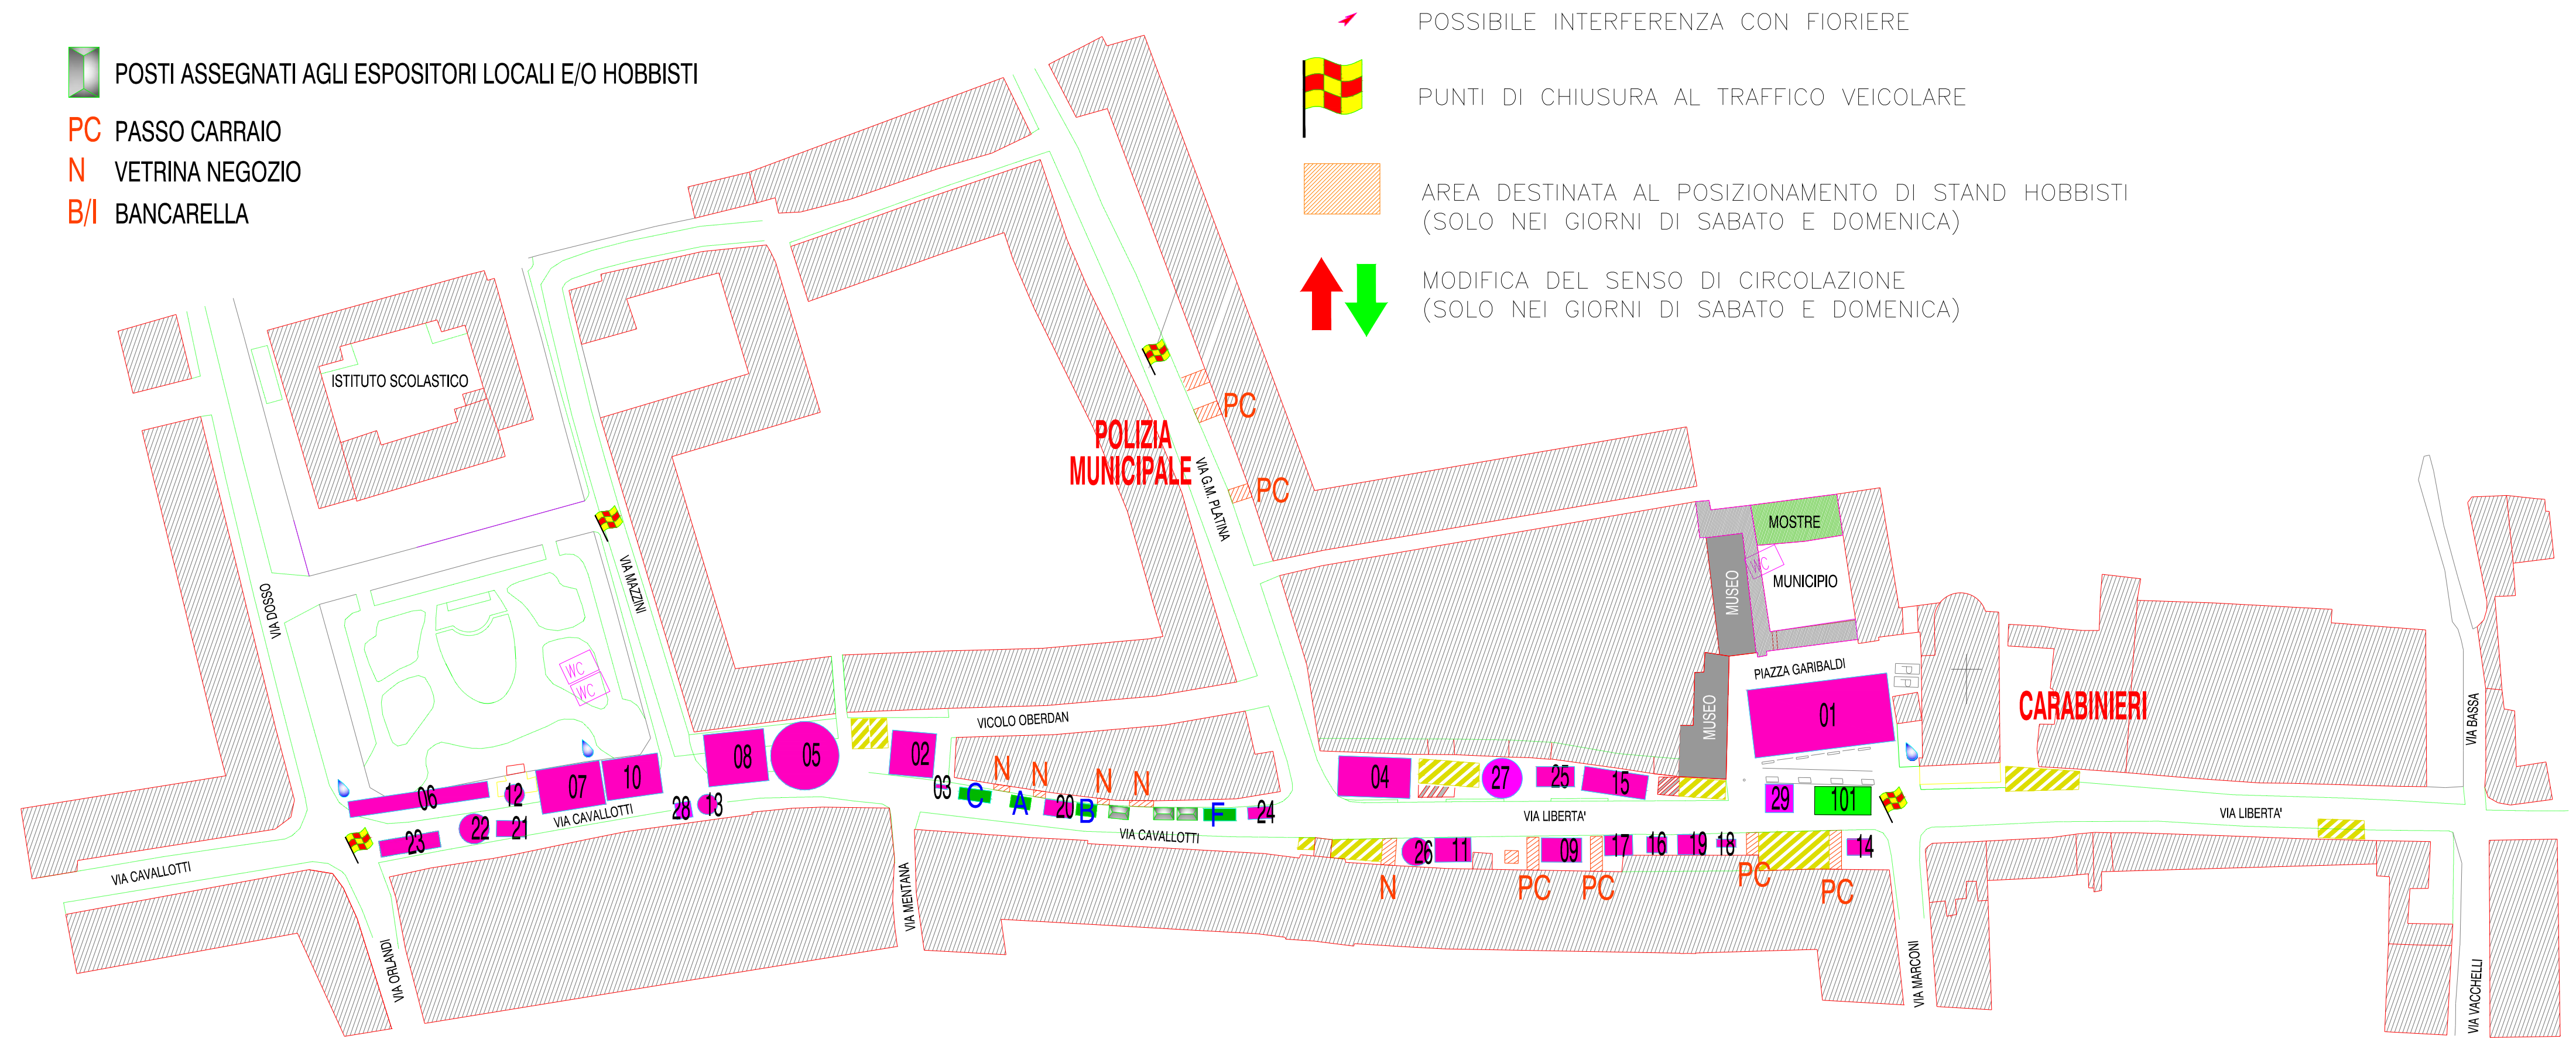 POSSIBILE INTERFERENZA CON FIORIERE
POSTI ASSEGNATI AGLI ESPOSITORI LOCALI E/O HOBBISTI
PUNTI DI CHIUSURA AL TRAFFICO VEICOLARE
PC PASSO CARRAIO
N VETRINA NEGOZIO
B/I BANCARELLA
AREA DESTINATA AL POSIZIONAMENTO DI STAND HOBBISTI
(SOLO NEI GIORNI DI SABATO E DOMENICA)
MODIFICA DEL SENSO DI CIRCOLAZIONE
(SOLO NEI GIORNI DI SABATO E DOMENICA)
ISTITUTO SCOLASTICO
PC
POLIZIA
MUNICIPALE
VIA G.M. PLATINA
PC
MOSTRE
WC
MUNICIPIO
MUSEO
VIA DOSSO
VIA MAZZINI
WC
WC
PIAZZA GARIBALDI
P
P
P
P
01
CARABINIERI
MUSEO
VIA BASSA
VICOLO OBERDAN
08
05
02
03
N
N
N
N
06
12
07
10
28
13
C
A
20
B
F
24
04
27
25
15
29
101
23
22
21
VIA CAVALLOTTI
VIA CAVALLOTTI
VIA LIBERTA'
VIA LIBERTA'
26
11
09
17
16
19
18
14
VIA CAVALLOTTI
N
PC
PC
PC
PC
VIA ORLANDI
VIA MENTANA
VIA MARCONI
VIA VACCHELLI